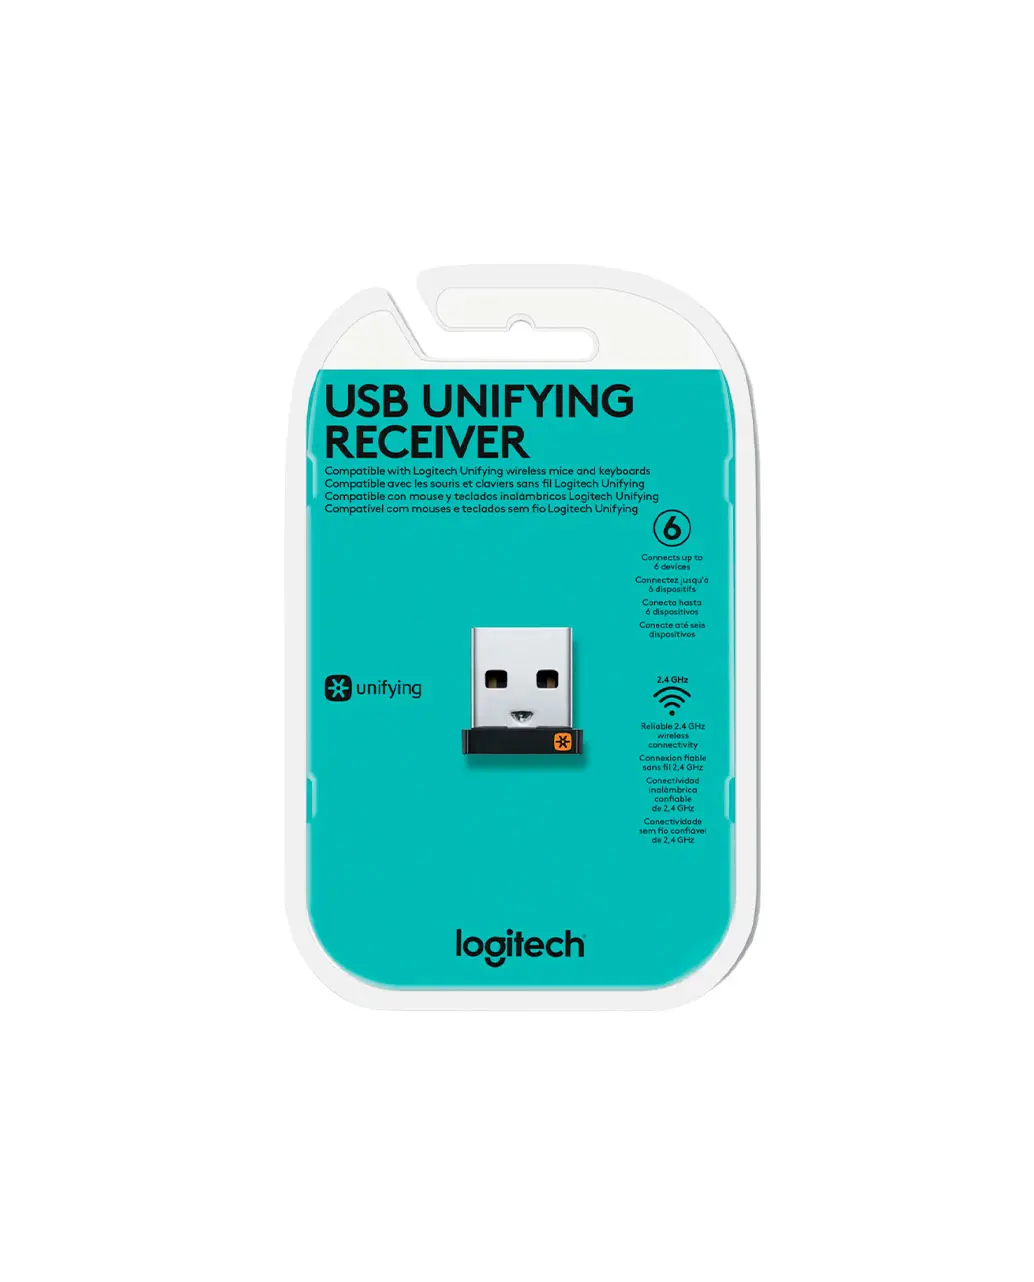 USB UNIFYING
RECEIVER
Compatible with Logitech Unifying wireless mice and keyboards
Compatible avec les souris et claviers sans fil Logitech Unifying
Compatible con mouse y teclados inalámbricos Logitech Unifying
Compatível com mouses e teclados sem fio Logitech Unifying
6
Connects up to
6 devices
Connectez jusqu'à
6 dispositifs
Conecta hasta
6 dispositivos
Conecte até seis
dispositivos
unifying
2.4 GHz
Reliable 2.4 GHz
wireless
connectivity
Connexion fiable
sans fil 2,4 GHz
Conectividad
inalámbrica
confiable
de 2,4 GHz
Conectividade
sem fio confiável
de 2,4 GHz
logitech